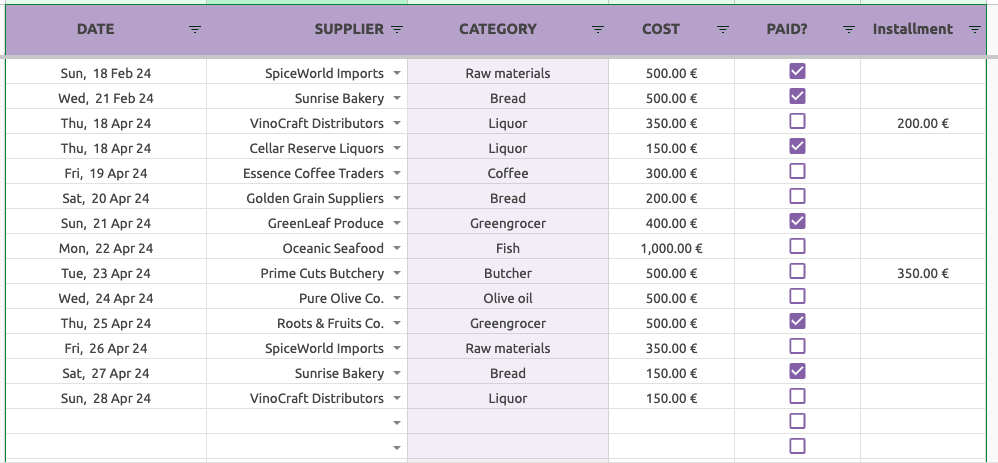 DATE SUPPLIER CATEGORY COST PAID? Installment
Sun, 18 Feb 24 SpiceWorld Imports Raw materials 500.00 €
Wed, 21 Feb 24 Sunrise Bakery Bread 500.00 €
Thu, 18 Apr 24 VinoCraft Distributors Liquor 350.00 € 200.00 €
Thu, 18 Apr 24 Cellar Reserve Liquors Liquor 150.00 €
Fri, 19 Apr 24 Essence Coffee Traders Coffee 300.00 €
Sat, 20 Apr 24 Golden Grain Suppliers Bread 200.00 €
Sun, 21 Apr 24 GreenLeaf Produce Greengrocer 400.00 €
Mon, 22 Apr 24 Oceanic Seafood Fish 1,000.00 €
Tue, 23 Apr 24 Prime Cuts Butchery Butcher 500.00 € 350.00 €
Wed, 24 Apr 24 Pure Olive Co. Olive oil 500.00 €
Thu, 25 Apr 24 Roots & Fruits Co. Greengrocer 500.00 €
Fri, 26 Apr 24 SpiceWorld Imports Raw materials 350.00 €
Sat, 27 Apr 24 Sunrise Bakery Bread 150.00 €
Sun, 28 Apr 24 VinoCraft Distributors Liquor 150.00 €